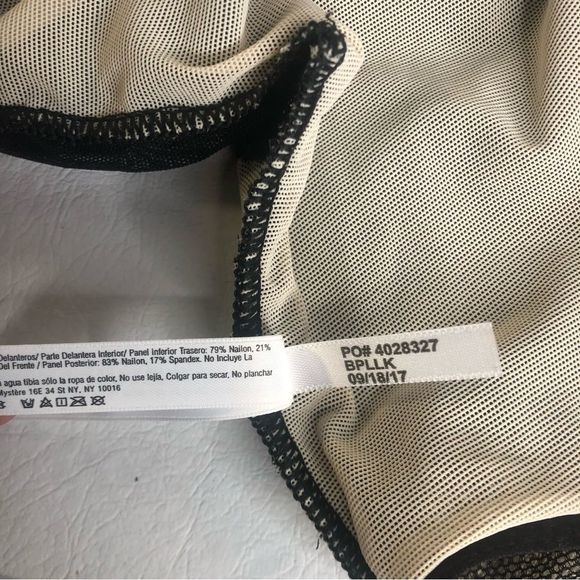 Delanteros/ Parte Delantera Inferior/ Panel Inferior Trasero: 79% Nailon, 21%
Del Frente / Panel Posterior: 83% Nailon, 17% Spandex. No Incluye La
agua tibia sólo la ropa de color, No use lejía, Colgar para secar, No planchar
Mystère 16E 34 St NY, NY, 10016
PO# 4028327
BPLLK
09/18/17